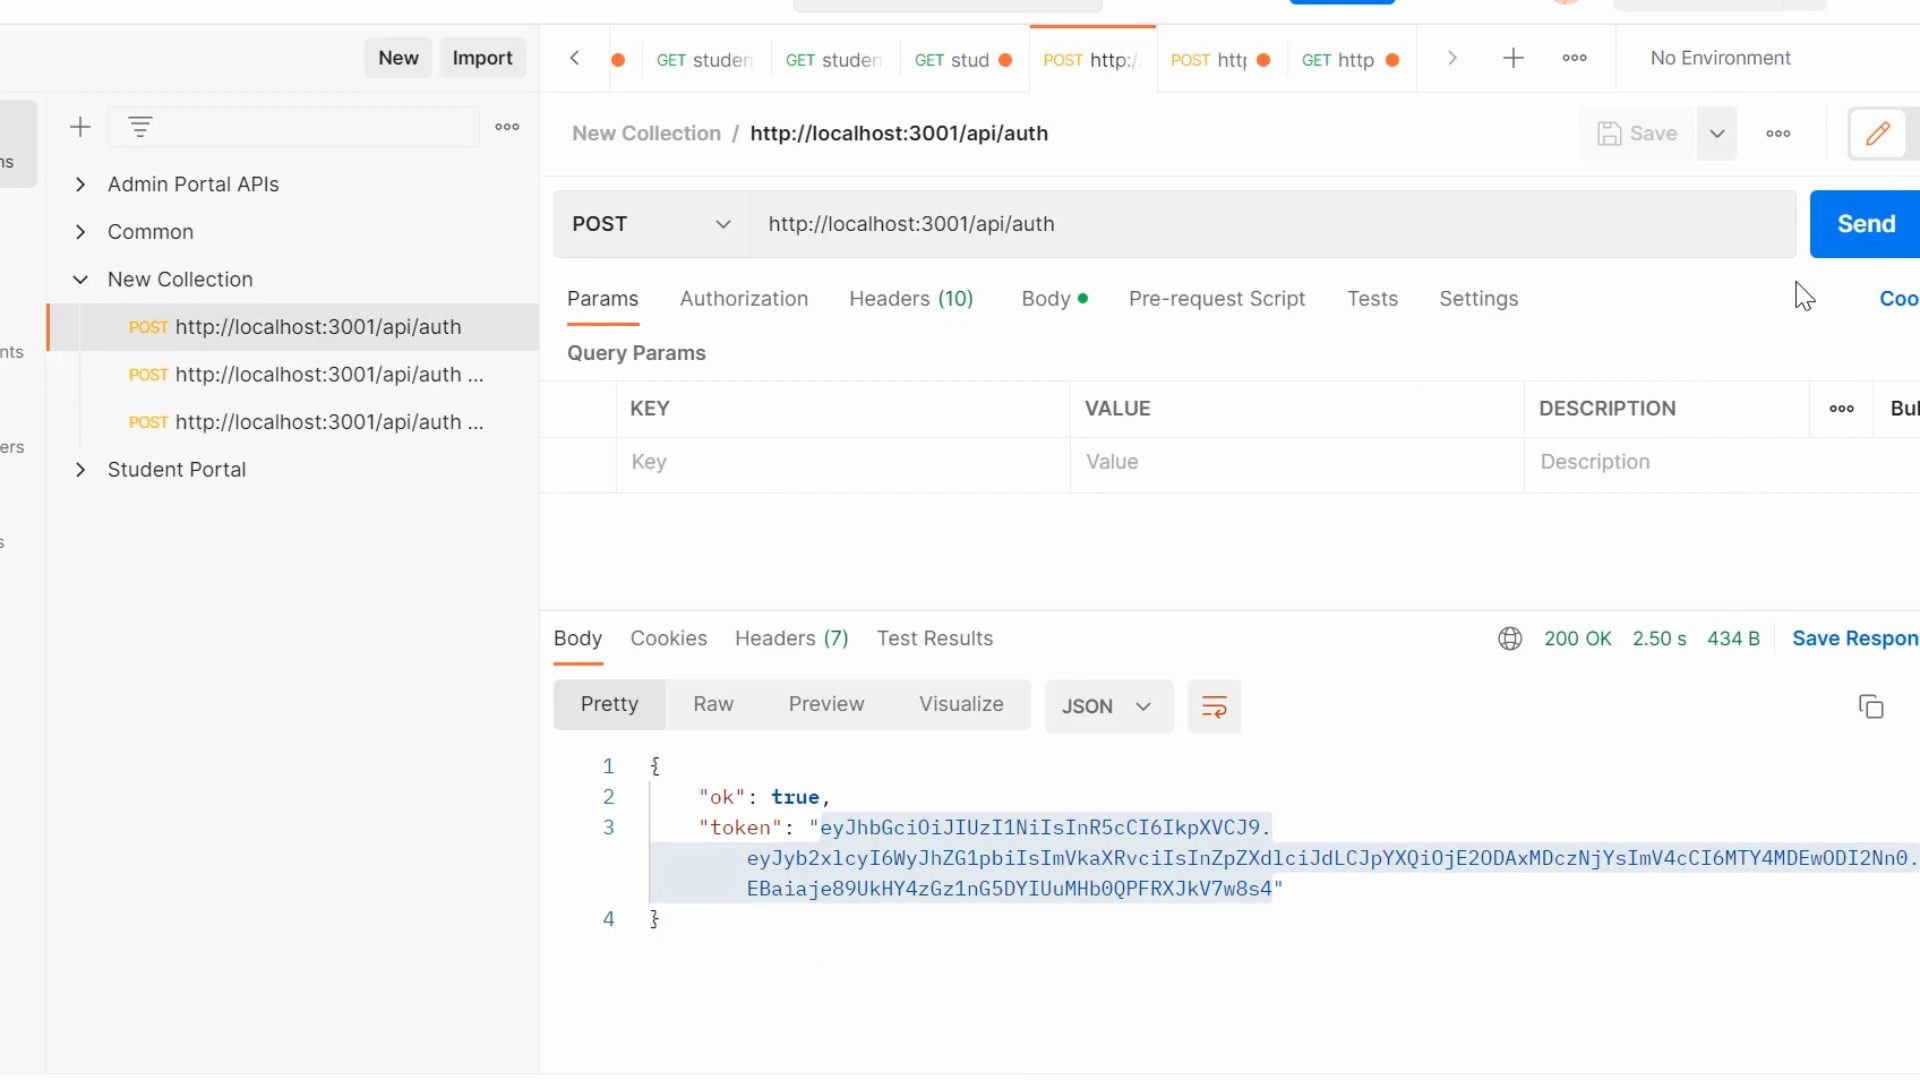 New Import
GET studen GET studen GET stud POST http:/ POST http GET http No Environment
ns
New Collection / http://localhost:3001/api/auth Save
Admin Portal APIs
Common
New Collection
POST http://localhost:3001/api/auth
POST http://localhost:3001/api/auth ...
POST http://localhost:3001/api/auth ...
Student Portal
nts
ers
s
POST http://localhost:3001/api/auth Send
Params Authorization Headers (10) Body Pre-request Script Tests Settings Coo
Query Params
KEY VALUE DESCRIPTION Bul
Key Value Description
Body Cookies Headers (7) Test Results 200 OK 2.50 s 434 B Save Respon
Pretty Raw Preview Visualize JSON
1 {
2 "ok": true,
3 "token": "eyJhbGciOiJIUzI1NiIsInR5cCI6IkpXVCJ9.
eyJyb2xlcyI6WyJhZG1pbiIsImVkaXRvciIsInZpZXdlciJdLCJpYXQiOjE2ODAxMDczNjYsImV4cCI6MTY4MDEwODI2Nn0.
EBaiaje89UkHY4zGz1nG5DYIUuMHb0QPFRXJkV7w8s4"
4 }